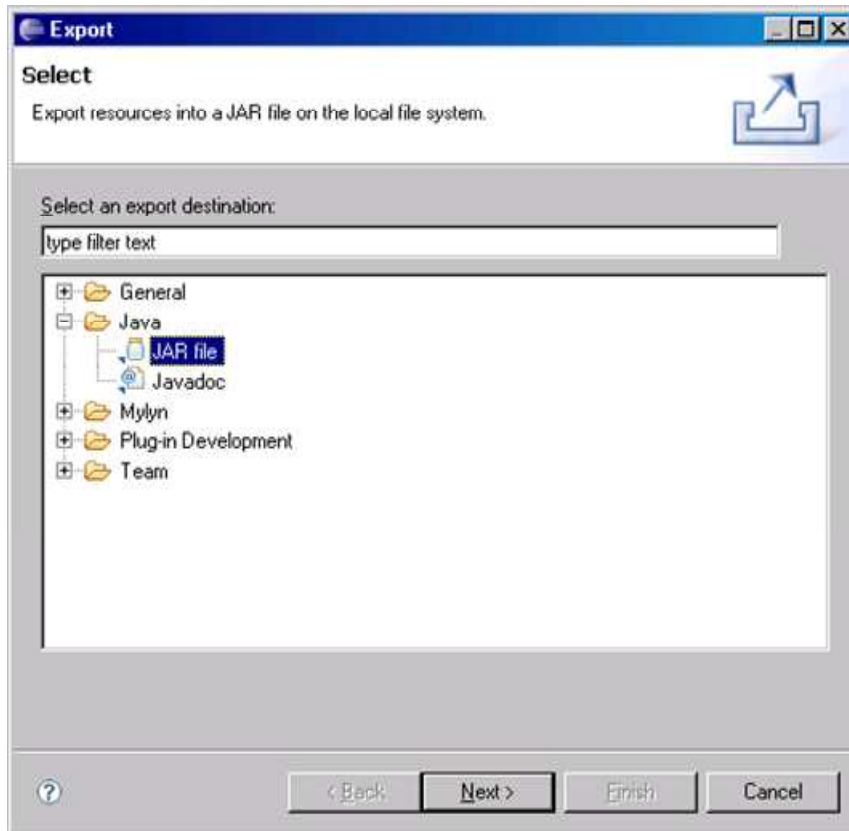 Export
Select
Export resources into a JAR file on the local file system.
Select an export destination:
type filter text
General
Java
JAR file
Javadoc
Mylyn
Plug-in Development
Team
< Back
Next >
Finish
Cancel